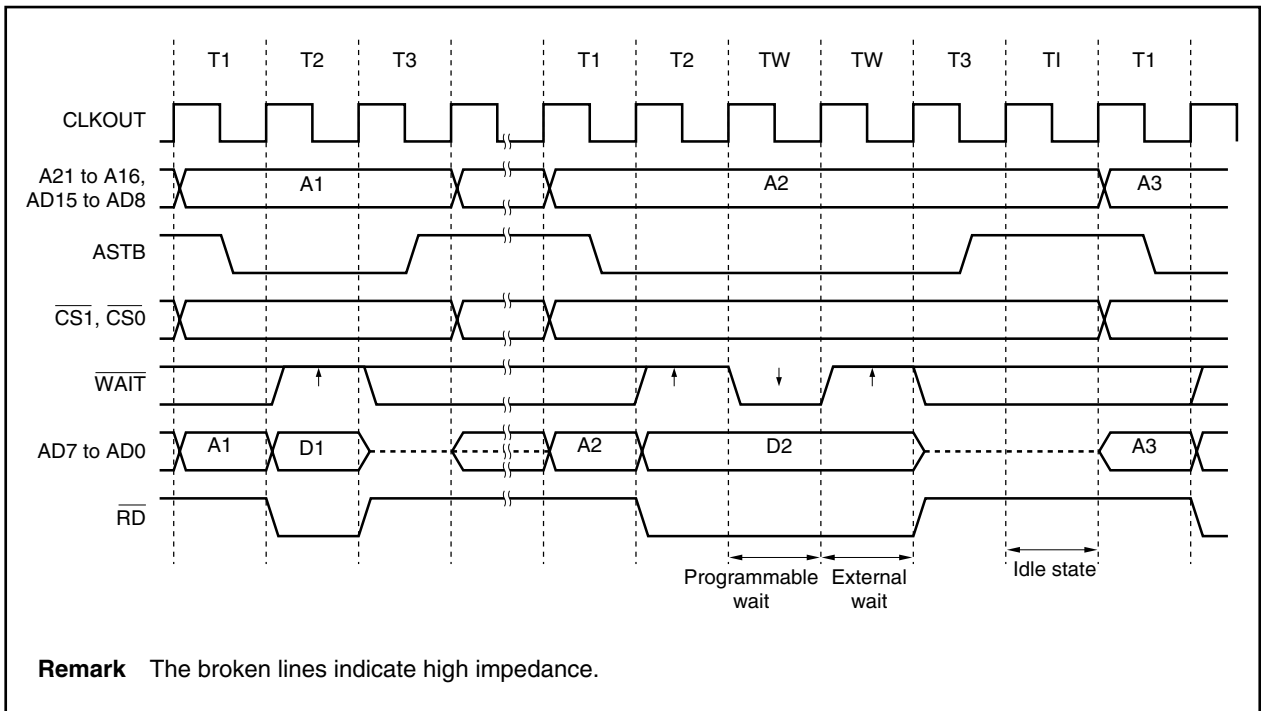 T1 T2 T3 T1 T2 TW TW T3 TI T1
CLKOUT
A21 to A16,
AD15 to AD8
A1 A2 A3
ASTB
CS1, CS0
WAIT
AD7 to AD0 A1 D1 A2 D2 A3
RD
Programmable
wait
External
wait
Idle state
Remark The broken lines indicate high impedance.